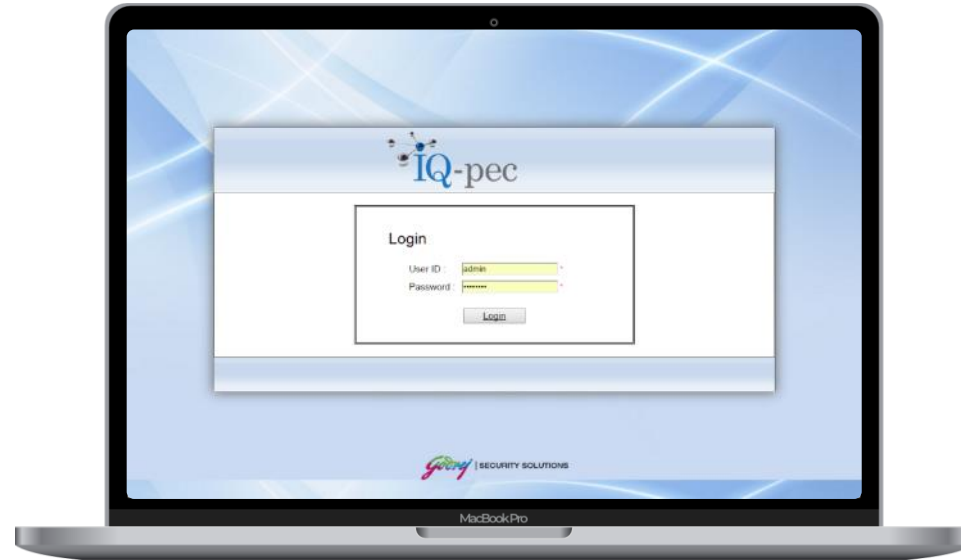 IQ-pec
Login
User ID : admin *
Password : •••••••• *
Login
Godrej | SECURITY SOLUTIONS
MacBook Pro